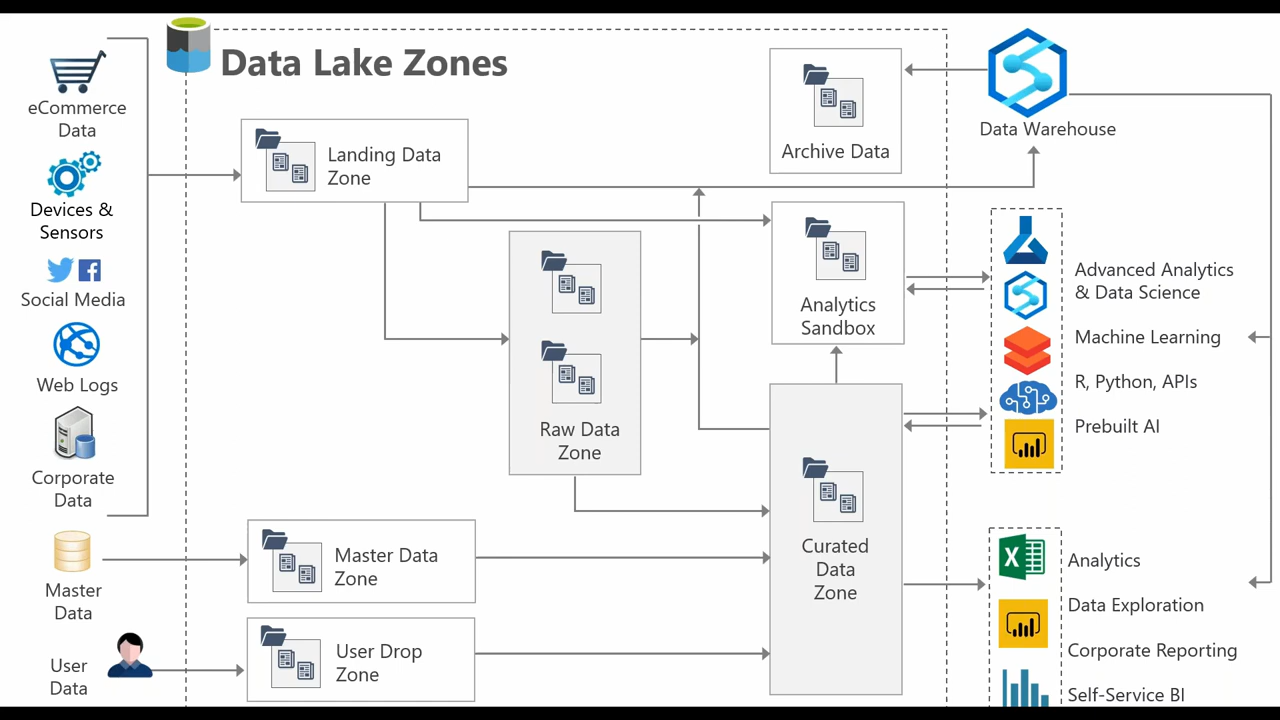 Data Lake Zones
eCommerce
Data
Devices &
Sensors
Social Media
Web Logs
Corporate
Data
Master
Data
User
Data
Landing Data
Zone
Raw Data
Zone
Master Data
Zone
User Drop
Zone
Archive Data
Analytics
Sandbox
Curated
Data
Zone
Data Warehouse
Advanced Analytics
& Data Science
Machine Learning
R, Python, APIs
Prebuilt AI
X
Analytics
Data Exploration
Corporate Reporting
Self-Service BI